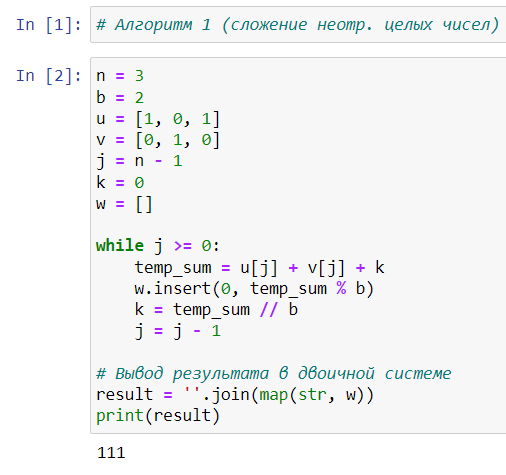 In [1]: # Алгоритм 1 (сложение неотр. целых чисел)
In [2]: n = 3
b = 2
u = [1, 0, 1]
v = [0, 1, 0]
j = n - 1
k = 0
w = []

while j >= 0:
    temp_sum = u[j] + v[j] + k
    w.insert(0, temp_sum % b)
    k = temp_sum // b
    j = j - 1

# Вывод результата в двоичной системе
result = ''.join(map(str, w))
print(result)
111